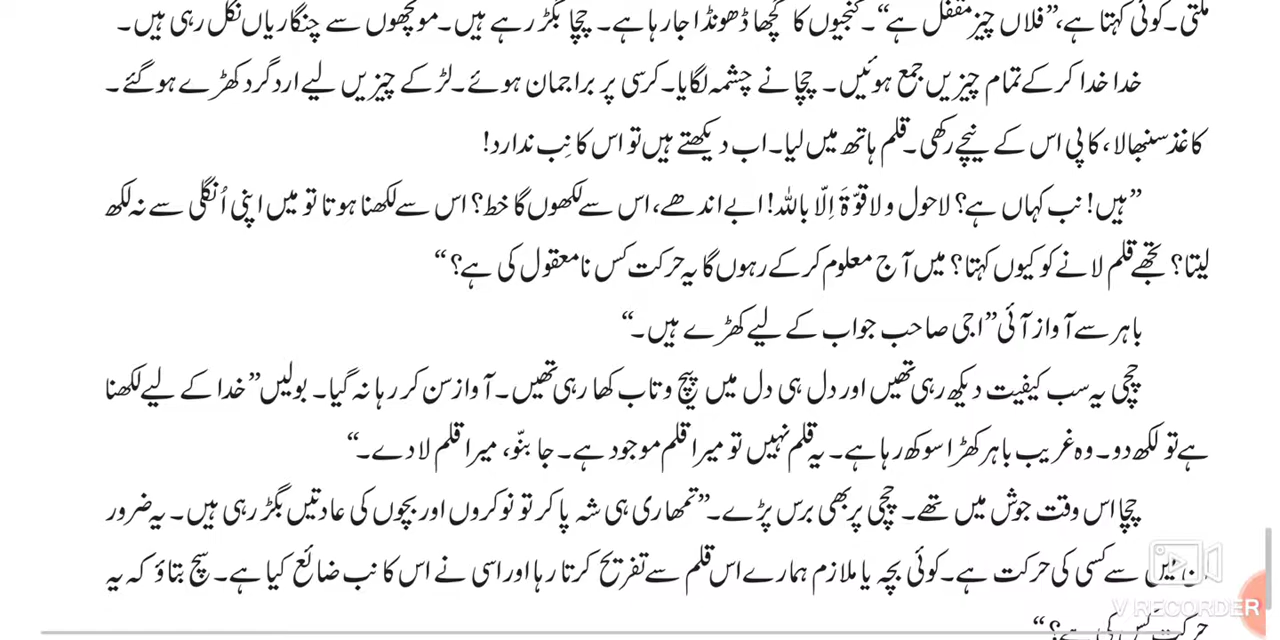 ملتی۔ کوئی کہتا ہے، ”فلاں چیز مقفل ہے“۔ کنجیوں کا گچھا ڈھونڈا جا رہا ہے۔ چچا بگڑ رہے ہیں۔ مونچھوں سے چنگاریاں نکل رہی ہیں۔
خدا خدا کر کے تمام چیزیں جمع ہوئیں۔ چچا نے چشمہ لگایا۔ کرسی پر براجمان ہوئے۔ لڑکے چیزیں لیے ارد گرد کھڑے ہو گئے۔
کاغذ سنبھالا، کاپی اس کے نیچے رکھی۔ قلم ہاتھ میں لیا۔ اب دیکھتے ہیں تو اس کا نِب ندارد!
”ہیں! نب کہاں ہے؟ لاحول و لا قوّۃَ اِلّا باللہ! ابے اندھے، اس سے لکھوں گا خط؟ اس سے لکھنا ہوتا تو میں اپنی اُنگلی سے نہ لکھ
لیتا؟ تجھے قلم لانے کو کیوں کہتا؟ میں آج معلوم کر کے رہوں گا یہ حرکت کس نامعقول کی ہے؟“
باہر سے آواز آئی ”اجی صاحب جواب کے لیے کھڑے ہیں۔“
چچی یہ سب کیفیت دیکھ رہی تھیں اور دل ہی دل میں پیچ و تاب کھا رہی تھیں۔ آواز سن کر رہا نہ گیا۔ بولیں ”خدا کے لیے لکھنا
ہے تو لکھ دو۔ وہ غریب باہر کھڑا سوکھ رہا ہے۔ یہ قلم نہیں تو میرا قلم موجود ہے۔ جا بنّو، میرا قلم لا دے۔“
چچا اس وقت جوش میں تھے۔ چچی پر بھی برس پڑے۔ ”تمھاری ہی شہ پا کر تو نوکروں اور بچوں کی عادتیں بگڑ رہی ہیں۔ یہ ضرور
میں سے کسی کی حرکت ہے۔ کوئی بچہ یا ملازم ہمارے اس قلم سے تفریح کرتا رہا اور اسی نے اس کا نب ضائع کیا ہے۔ سچ بتاؤ کہ یہ
حرکت کس کی ہے؟“
V RECORDER